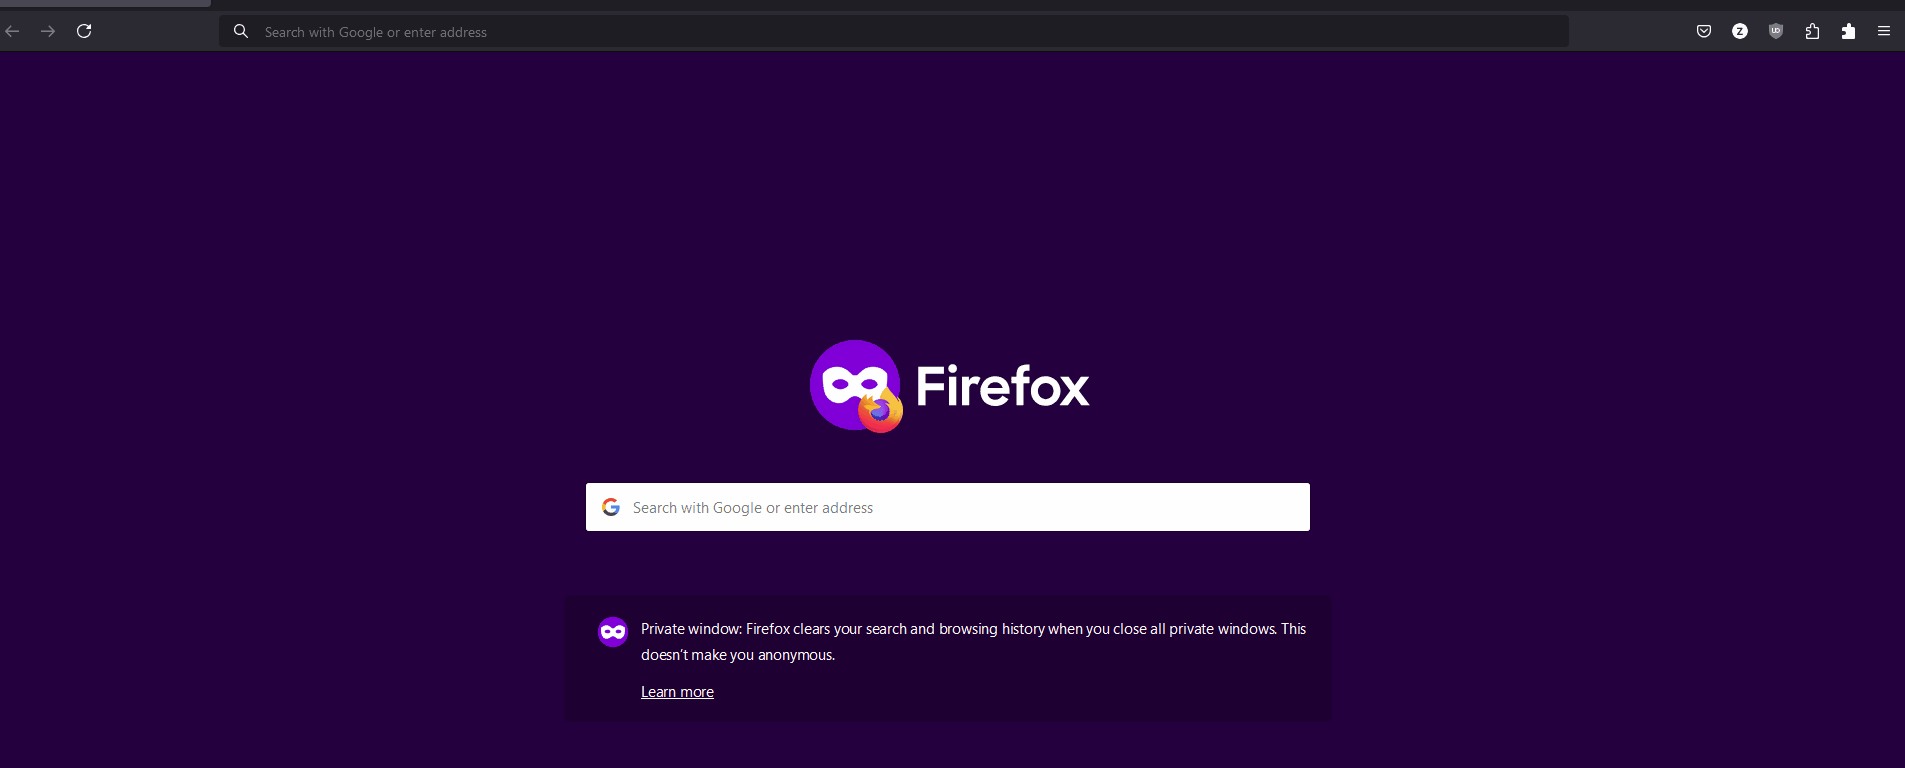 Search with Google or enter address
Z
UO
Firefox
Search with Google or enter address
Private window: Firefox clears your search and browsing history when you close all private windows. This
doesn’t make you anonymous.
Learn more